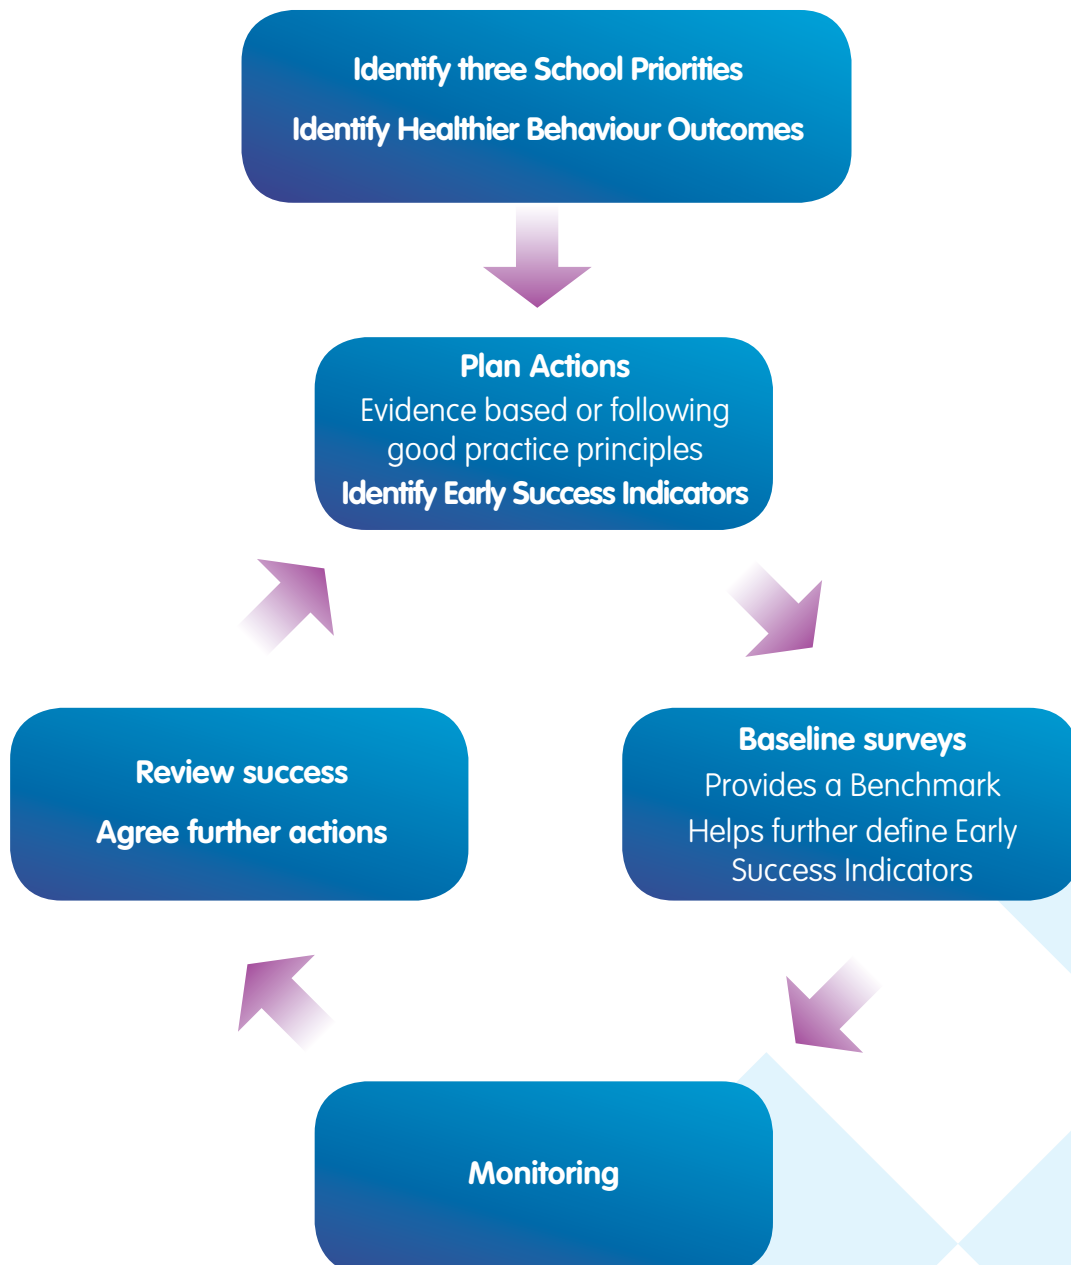 Identify three School Priorities
Identify Healthier Behaviour Outcomes
Plan Actions
Evidence based or following
good practice principles
Identify Early Success Indicators
Baseline surveys
Provides a Benchmark
Helps further define Early
Success Indicators
Review success
Agree further actions
Monitoring